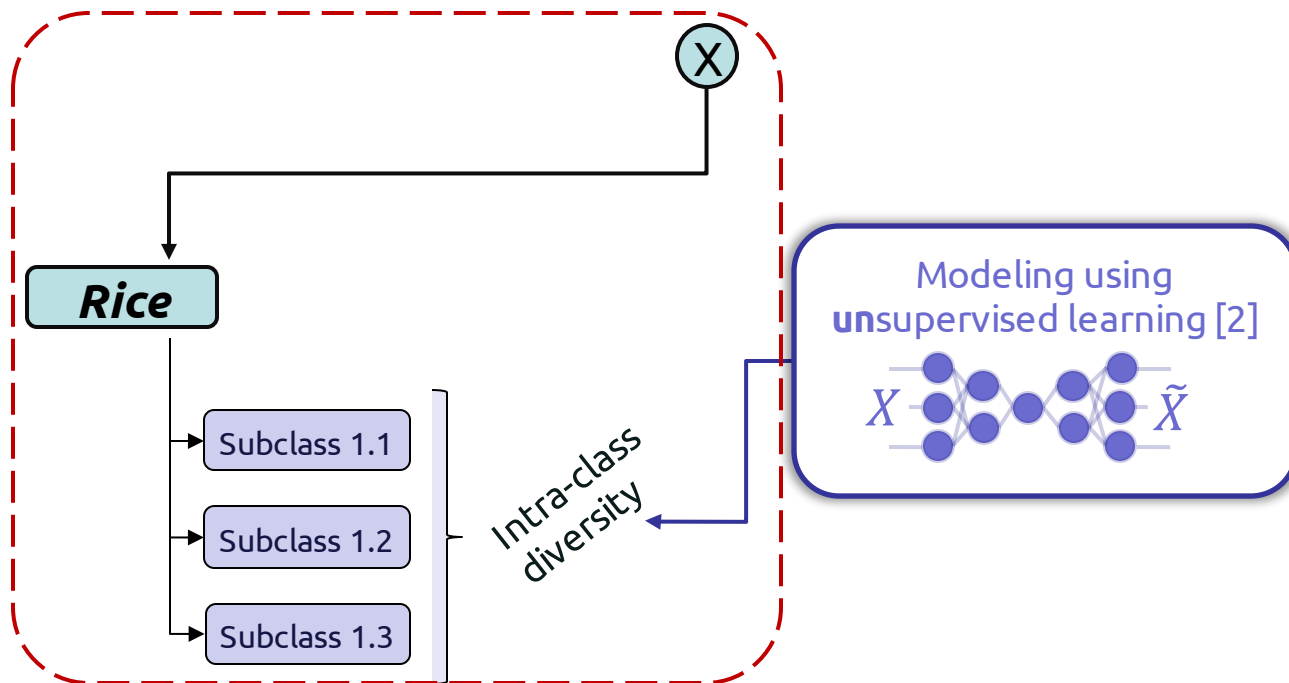 X
Rice
Subclass 1.1
Subclass 1.2
Subclass 1.3
Intra-class
diversity
Modeling using
unsupervised learning [2]
X
X̃